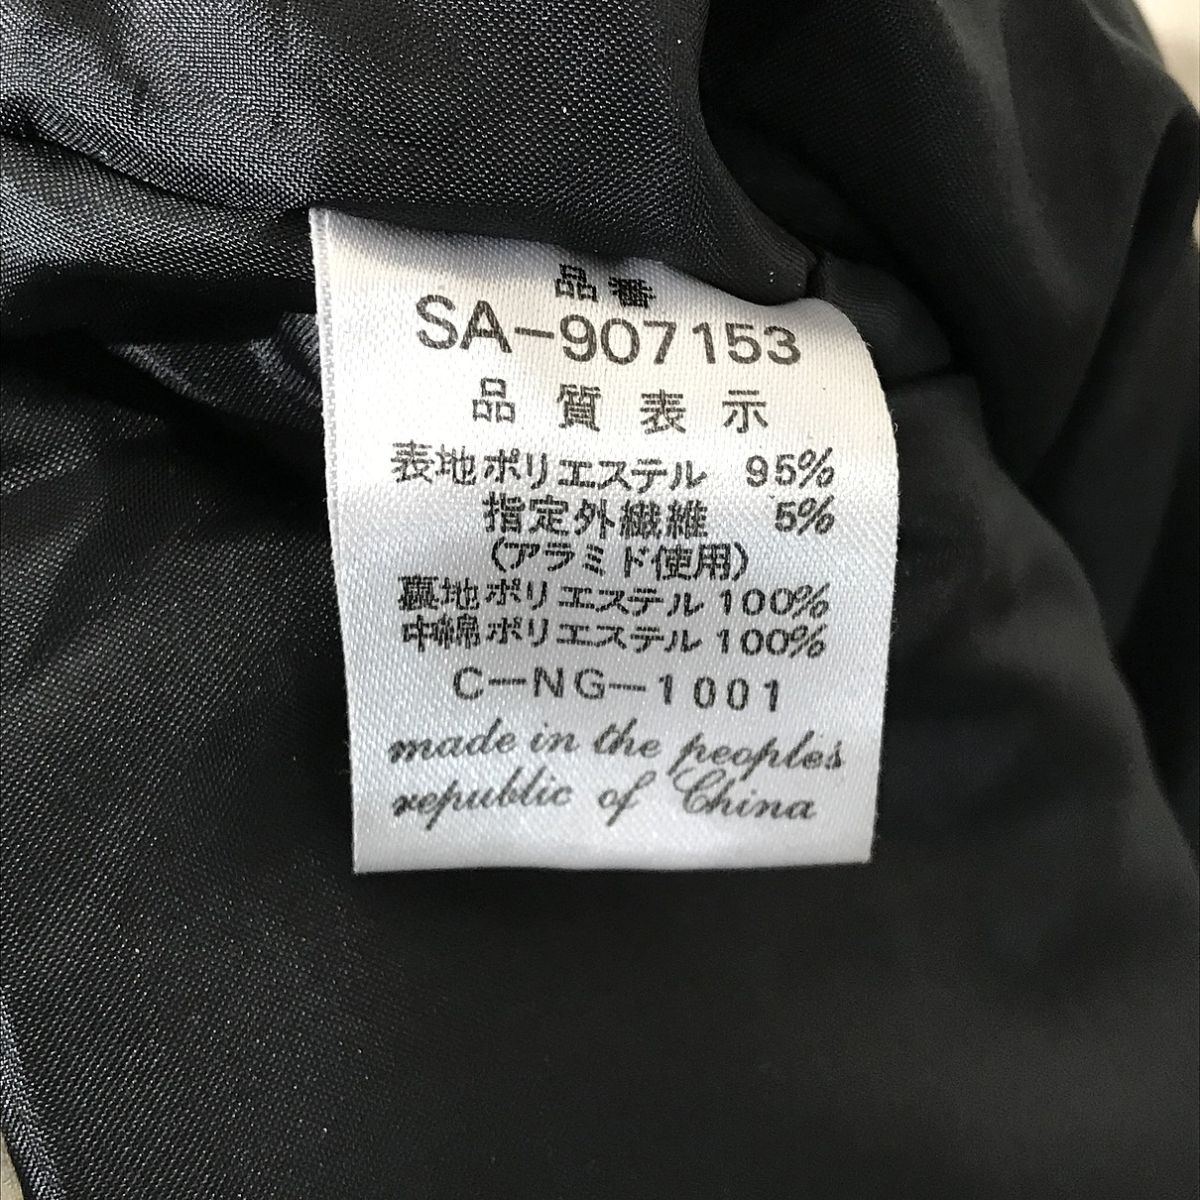 品番
SA-907153
品質表示
表地ポリエステル 95%
指定外繊維 5%
(アラミド使用)
裏地ポリエステル 100%
中綿ポリエステル 100%
C-NG-1001
made in the people's
republic of China